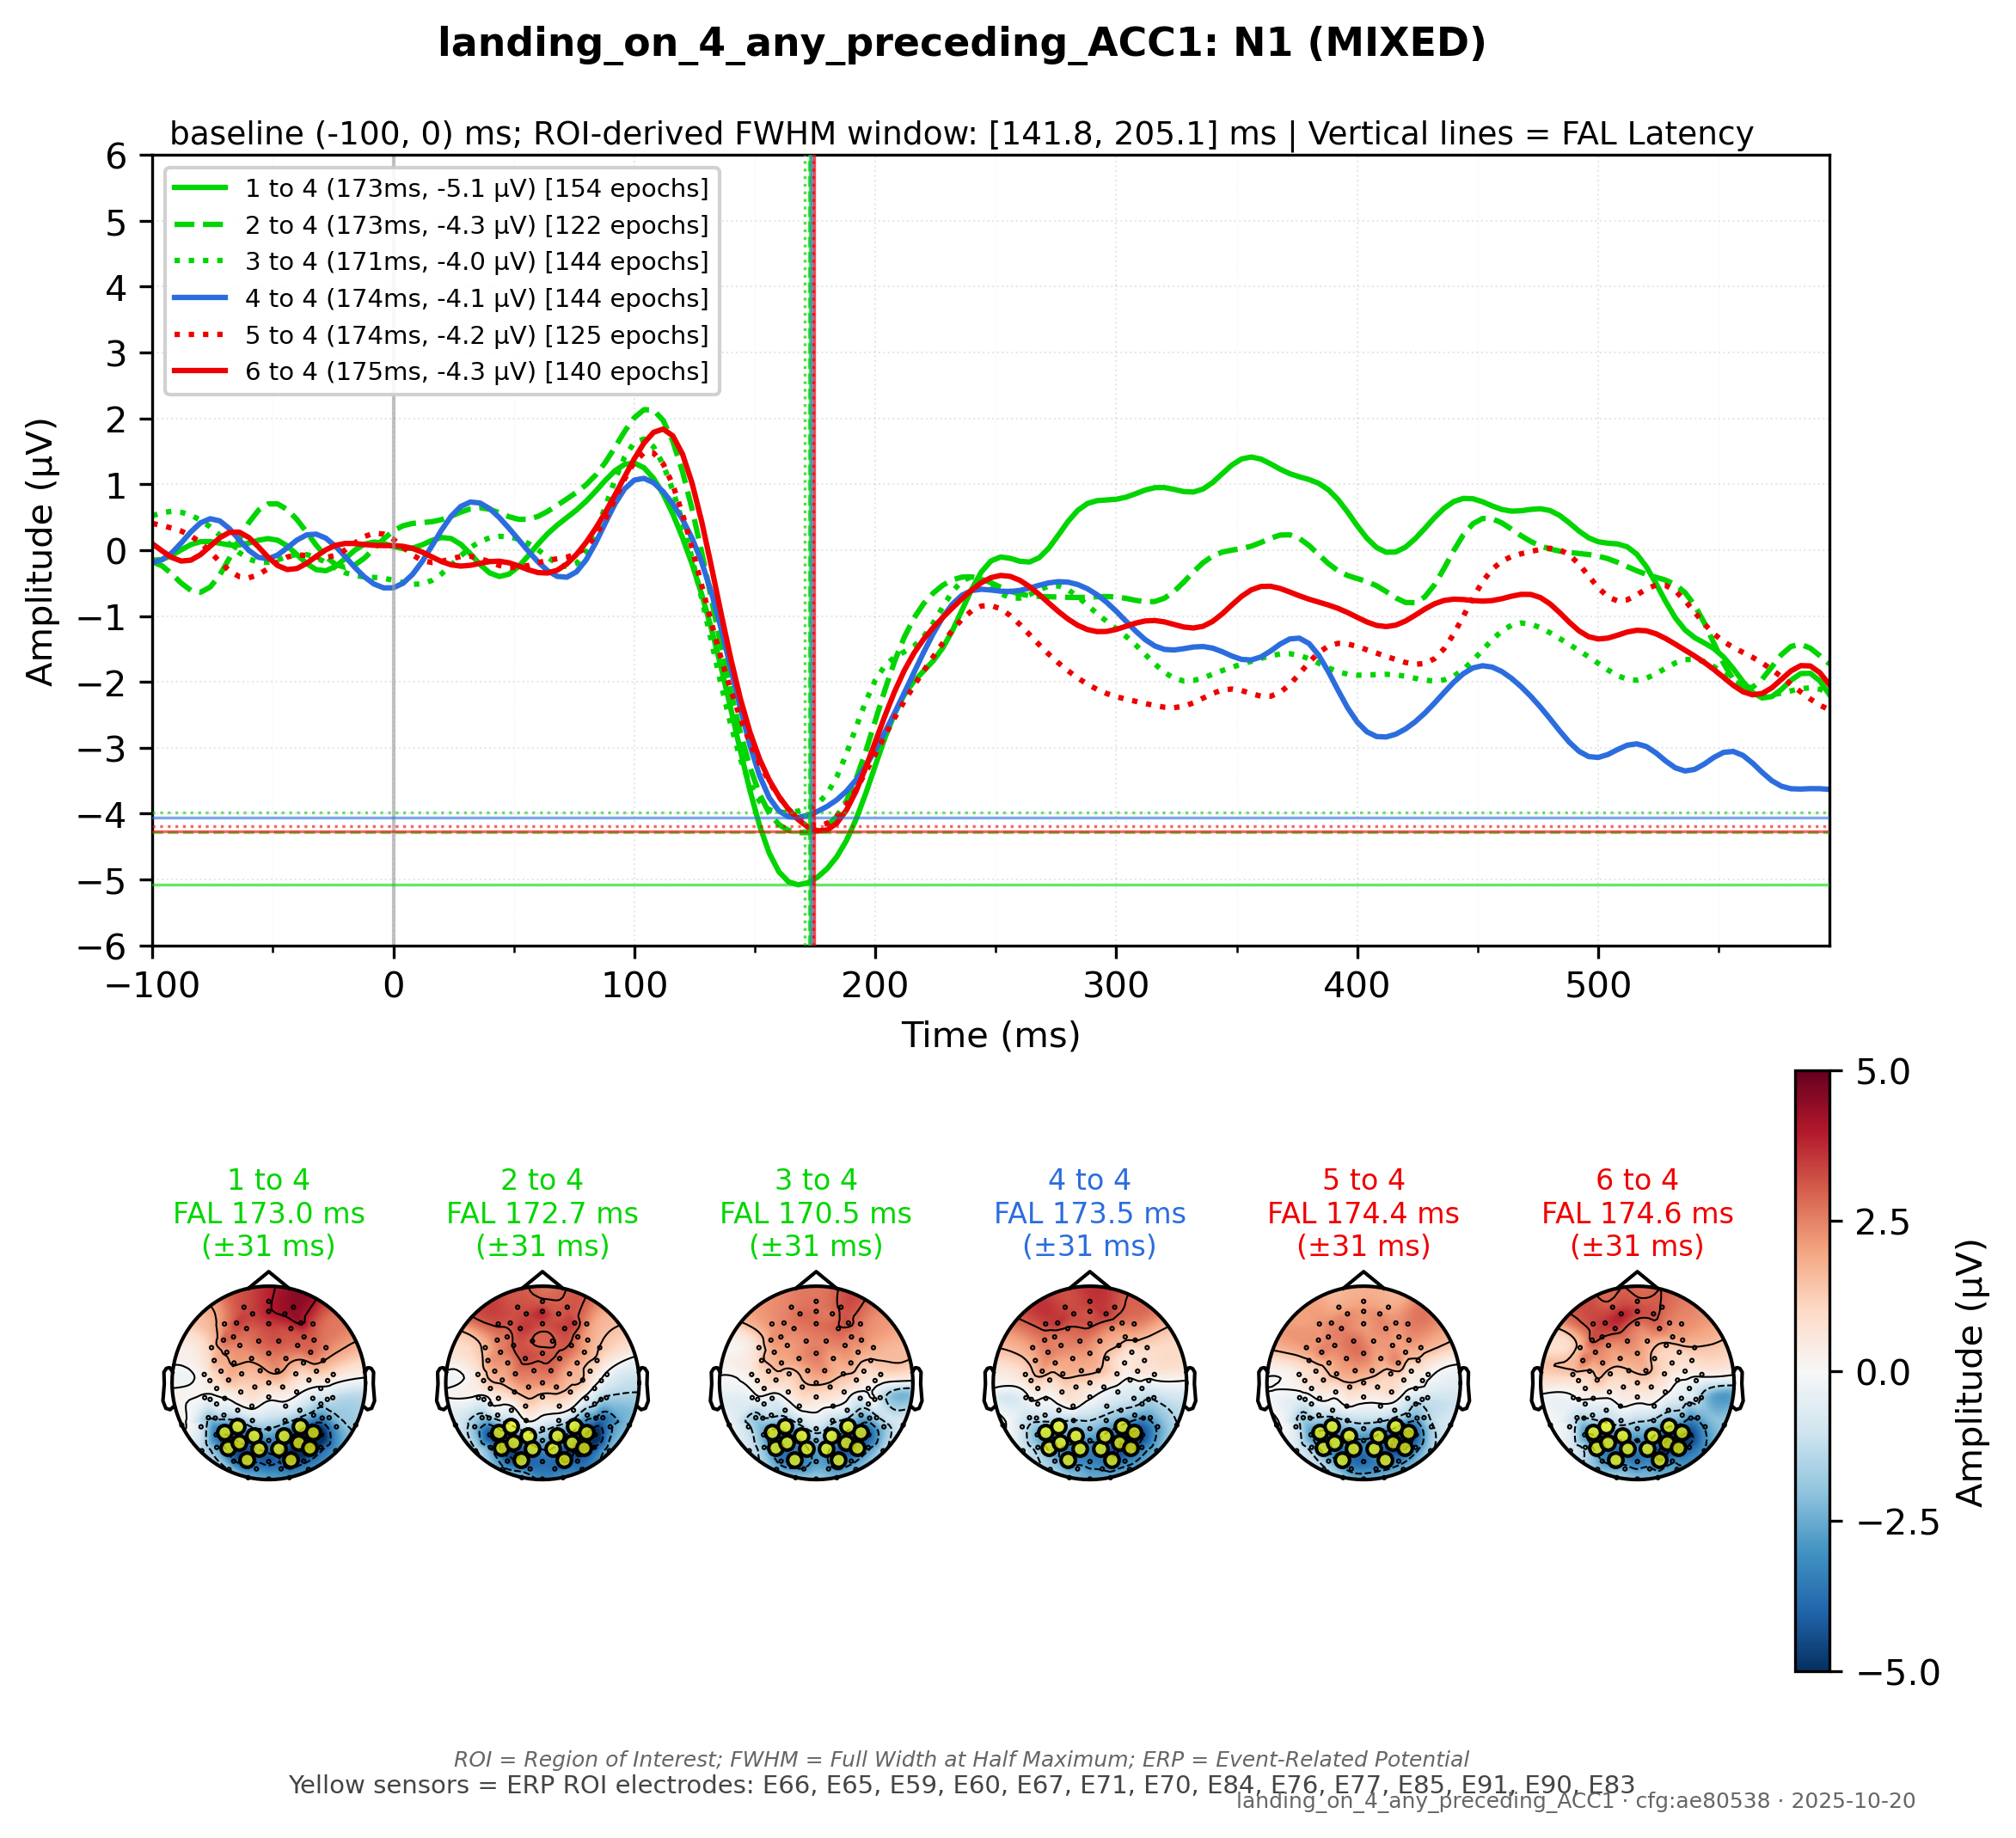 landing_on_4_any_preceding_ACC1: N1 (MIXED)
baseline (-100, 0) ms; ROI-derived FWHM window: [141.8, 205.1] ms | Vertical lines = FAL Latency
1 to 4 (173ms, -5.1 µV) [154 epochs]
2 to 4 (173ms, -4.3 µV) [122 epochs]
3 to 4 (171ms, -4.0 µV) [144 epochs]
4 to 4 (174ms, -4.1 µV) [144 epochs]
5 to 4 (174ms, -4.2 µV) [125 epochs]
6 to 4 (175ms, -4.3 µV) [140 epochs]
Amplitude (µV)
6
5
4
3
2
1
0
−1
−2
−3
−4
−5
−6
−100 0 100 200 300 400 500
Time (ms)
1 to 4 2 to 4 3 to 4 4 to 4 5 to 4 6 to 4
FAL 173.0 ms FAL 172.7 ms FAL 170.5 ms FAL 173.5 ms FAL 174.4 ms FAL 174.6 ms
(±31 ms) (±31 ms) (±31 ms) (±31 ms) (±31 ms) (±31 ms)
5.0
2.5
0.0
−2.5
−5.0
Amplitude (µV)
ROI = Region of Interest; FWHM = Full Width at Half Maximum; ERP = Event-Related Potential
Yellow sensors = ERP ROI electrodes: E66, E65, E59, E60, E67, E71, E70, E84, E76, E77, E85, E91, E90, E83
landing_on_4_any_preceding_ACC1 · cfg:ae80538 · 2025-10-20